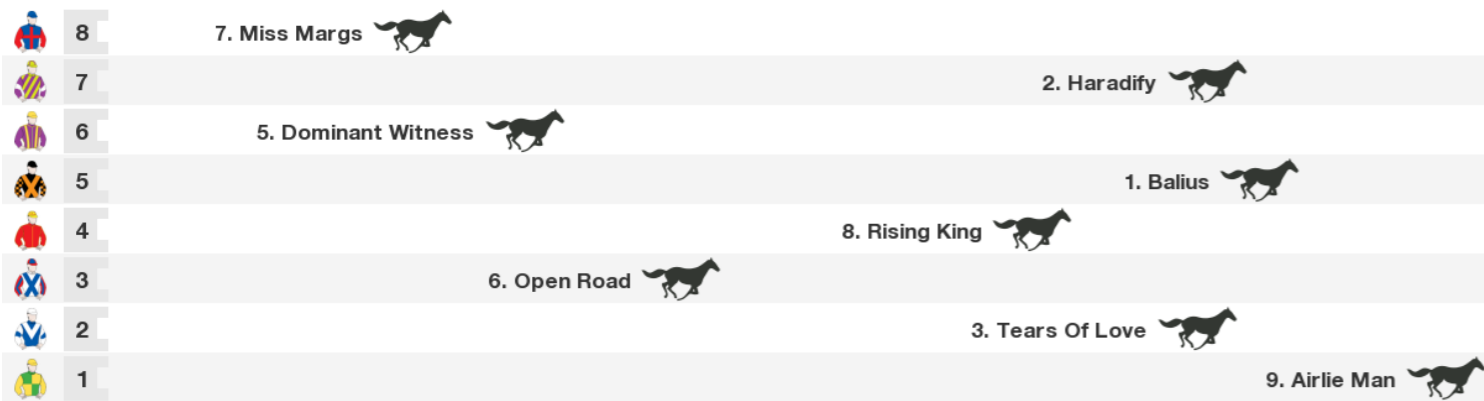 8 7. Miss Margs
7 2. Haradify
6 5. Dominant Witness
5 1. Balius
4 8. Rising King
3 6. Open Road
2 3. Tears Of Love
1 9. Airlie Man